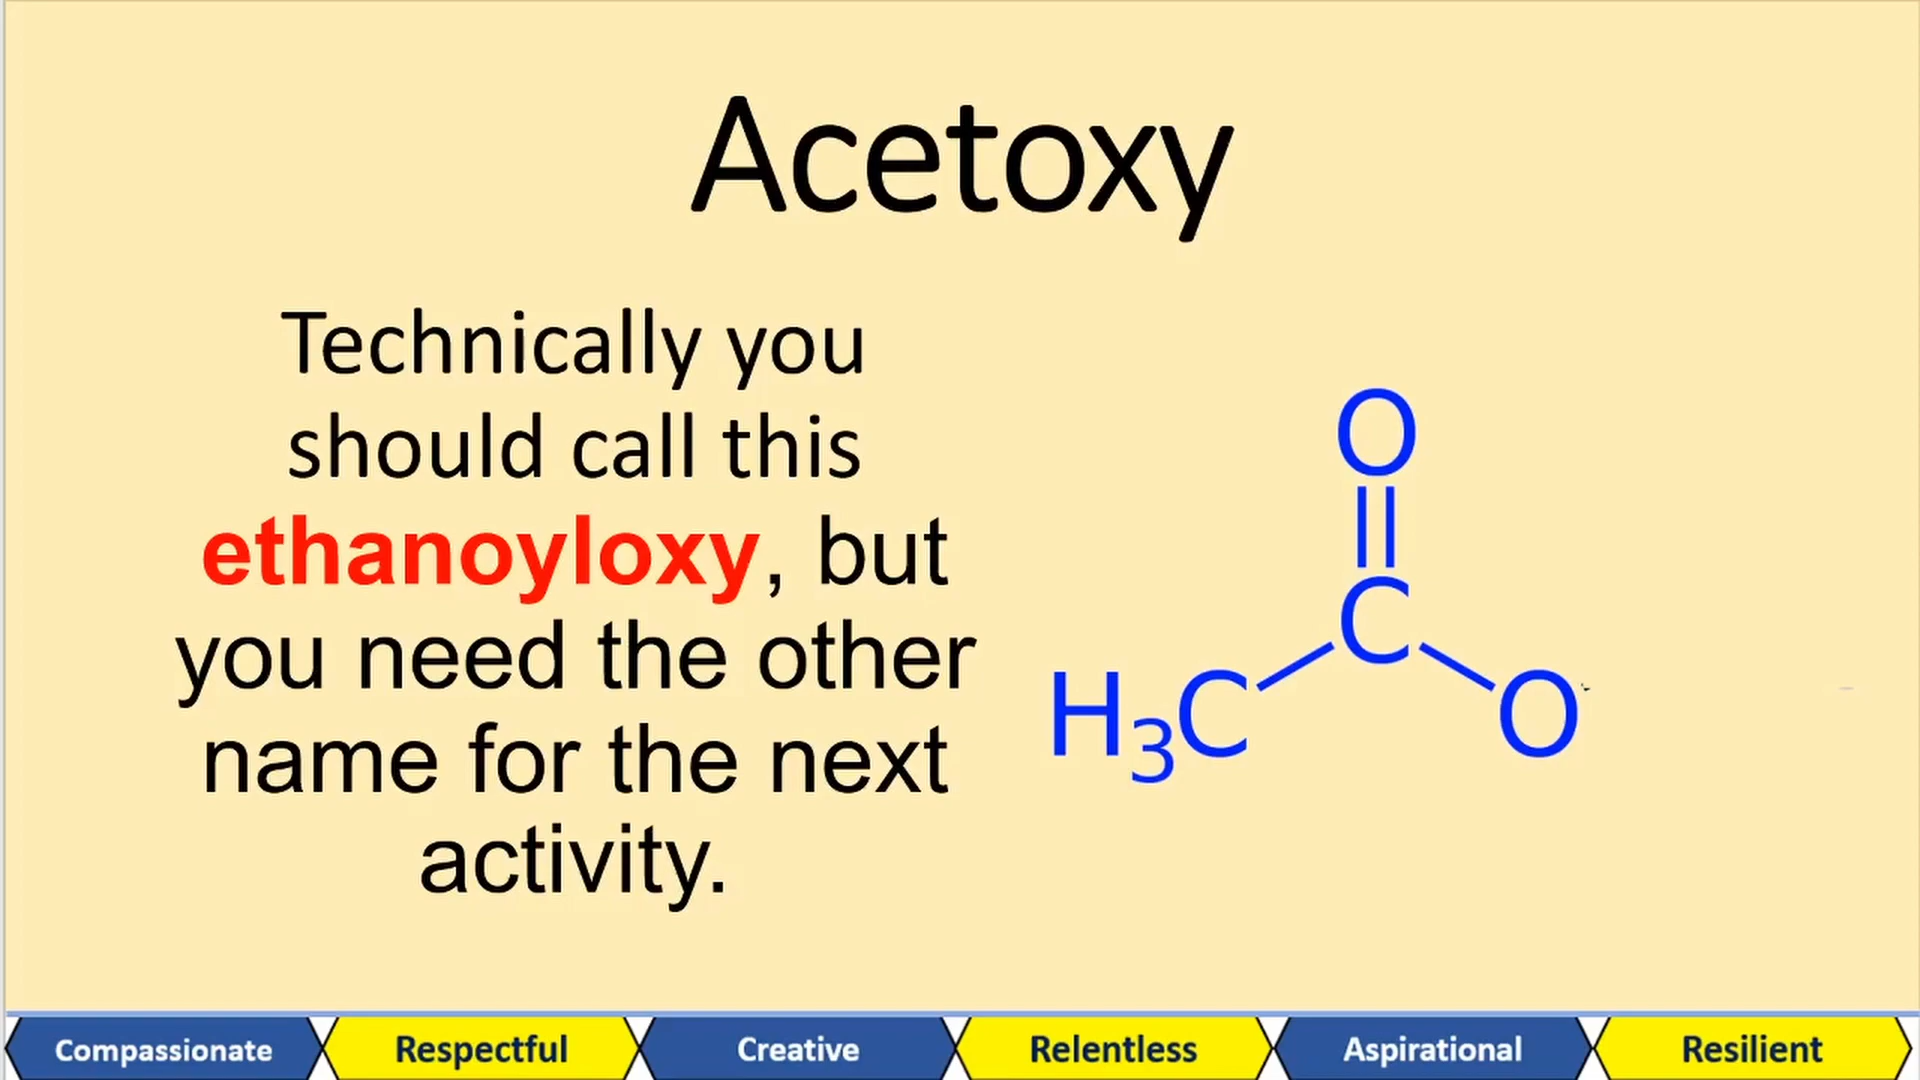 Acetoxy
Technically you
should call this
ethanoyloxy, but
you need the other
name for the next
activity.
O
C
H₃C
O
Compassionate Respectful Creative Relentless Aspirational Resilient